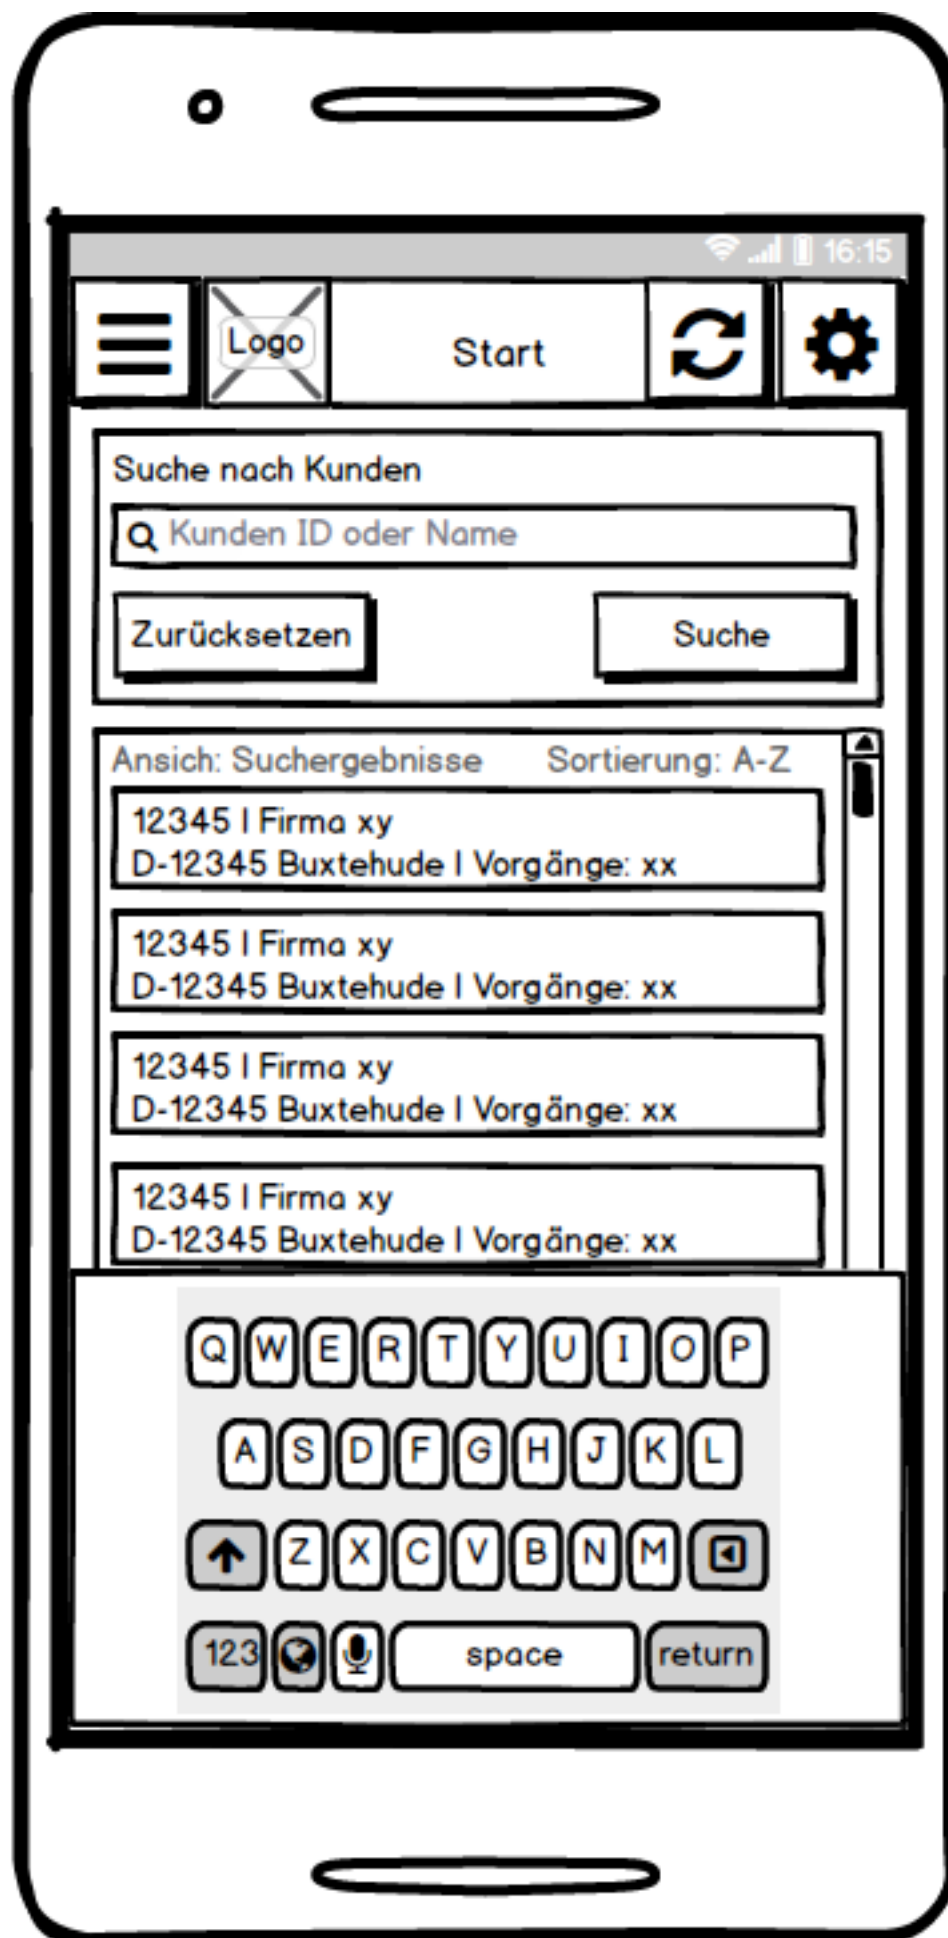 16:15
Logo
Start
Suche nach Kunden
Kunden ID oder Name
Zurücksetzen
Suche
Ansich: Suchergebnisse Sortierung: A-Z
12345 | Firma xy
D-12345 Buxtehude | Vorgänge: xx
12345 | Firma xy
D-12345 Buxtehude | Vorgänge: xx
12345 | Firma xy
D-12345 Buxtehude | Vorgänge: xx
12345 | Firma xy
D-12345 Buxtehude | Vorgänge: xx
Q W E R T Y U I O P
A S D F G H J K L
Z X C V B N M
123 space return